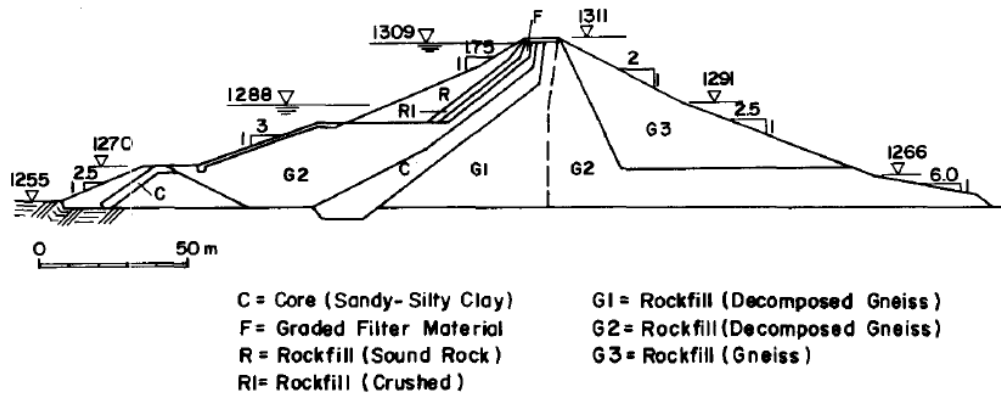 F
1309
1311
1.75
1
2
1
1288
R
1291
R1
2.5
1
3
1
G3
1270
G2
C
G1
G2
1266
2.5
1
6.0
1
1255
C
0 50 m
C = Core (Sandy-Silty Clay)
F = Graded Filter Material
R = Rockfill (Sound Rock)
R1= Rockfill (Crushed)
G1= Rockfill (Decomposed Gneiss)
G2= Rockfill (Decomposed Gneiss)
G3= Rockfill (Gneiss)